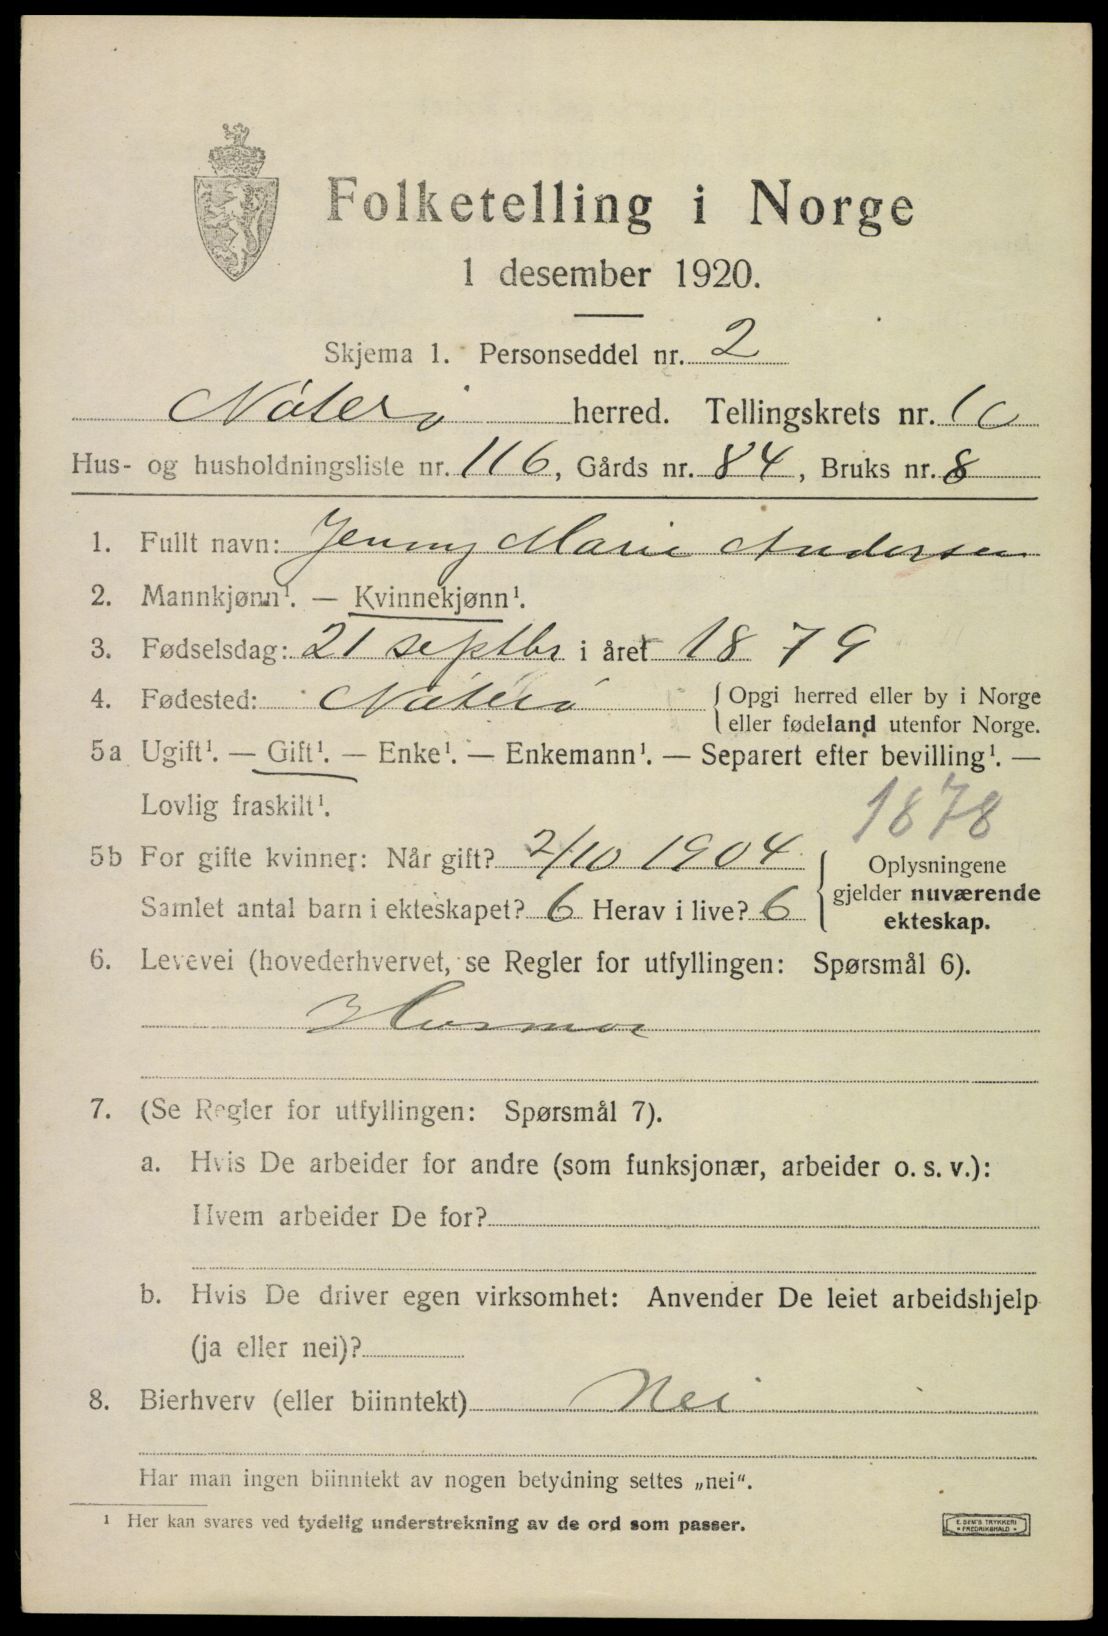 Folketelling i Norge
1 desember 1920.
Skjema 1. Personseddel nr. 2
Nøterø herred. Tellingskrets nr. 10
Hus- og husholdningsliste nr. 116, Gårds nr. 84, Bruks nr. 8
1. Fullt navn: Jenny Marie Andersen
2. Mannkjønn¹. — Kvinnekjønn¹.
3. Fødselsdag: 21 septbr i året 1879
4. Fødested: Nøterø { Opgi herred eller by i Norge
eller fødeland utenfor Norge.
5a Ugift¹. — Gift¹. — Enke¹. — Enkemann¹. — Separert efter bevilling¹. —
Lovlig fraskilt¹.
1878
5b For gifte kvinner: Når gift? 2/10 1904
Samlet antal barn i ekteskapet? 6 Herav i live? 6
{ Oplysningene
gjelder nuværende
ekteskap.
6. Levevei (hovederhvervet, se Regler for utfyllingen: Spørsmål 6).
Husmor
7. (Se Regler for utfyllingen: Spørsmål 7).
a. Hvis De arbeider for andre (som funksjonær, arbeider o. s. v.):
Hvem arbeider De for?
b. Hvis De driver egen virksomhet: Anvender De leiet arbeidshjelp
(ja eller nei)?
8. Bierhverv (eller biinntekt) Nei
Har man ingen biinntekt av nogen betydning settes „nei“.
¹ Her kan svares ved tydelig understrekning av de ord som passer.
E. SEM'S TRYKKERI
• FREDRIKSHALD •